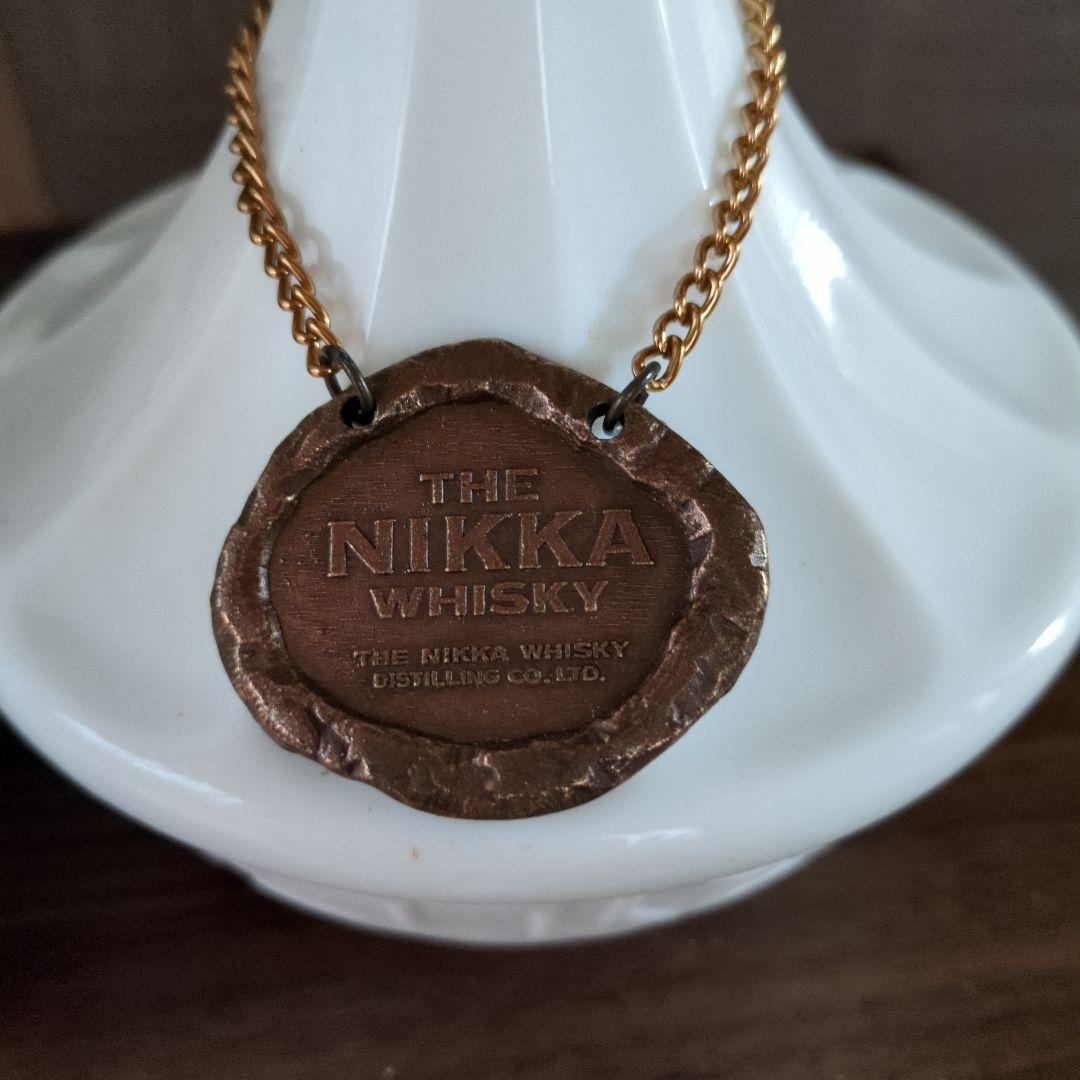 THE
NIKKA
WHISKY
THE NIKKA WHISKY
DISTILLING CO. LTD.